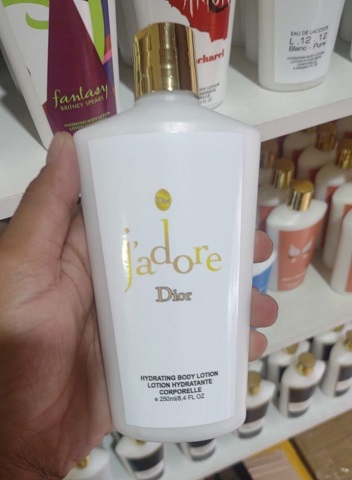 fantasy
BRITNEY SPEARS
EAU DE LACOSTE
L.12.12
Blanc - Pure
Dior
j'adore
Dior
HYDRATING BODY LOTION
LOTION HYDRATANTE
CORPORELLE
e 250ml/8,4 FL OZ